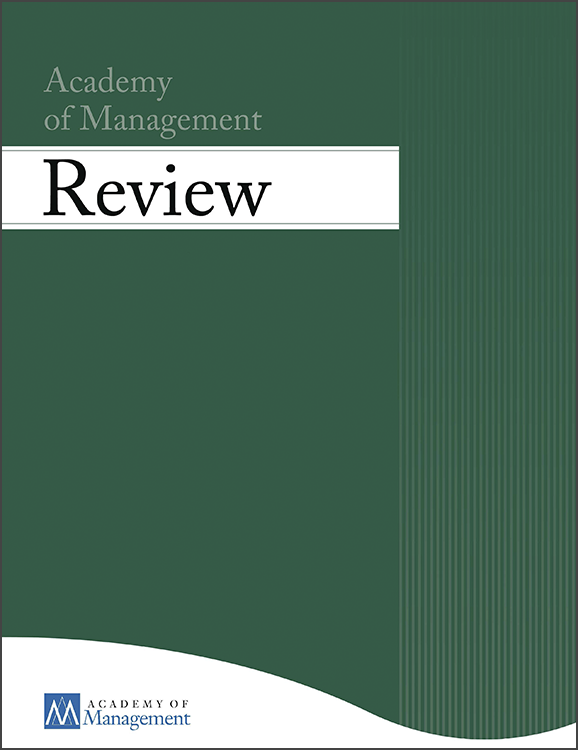 Academy
of Management
Review
ACADEMY OF
Management